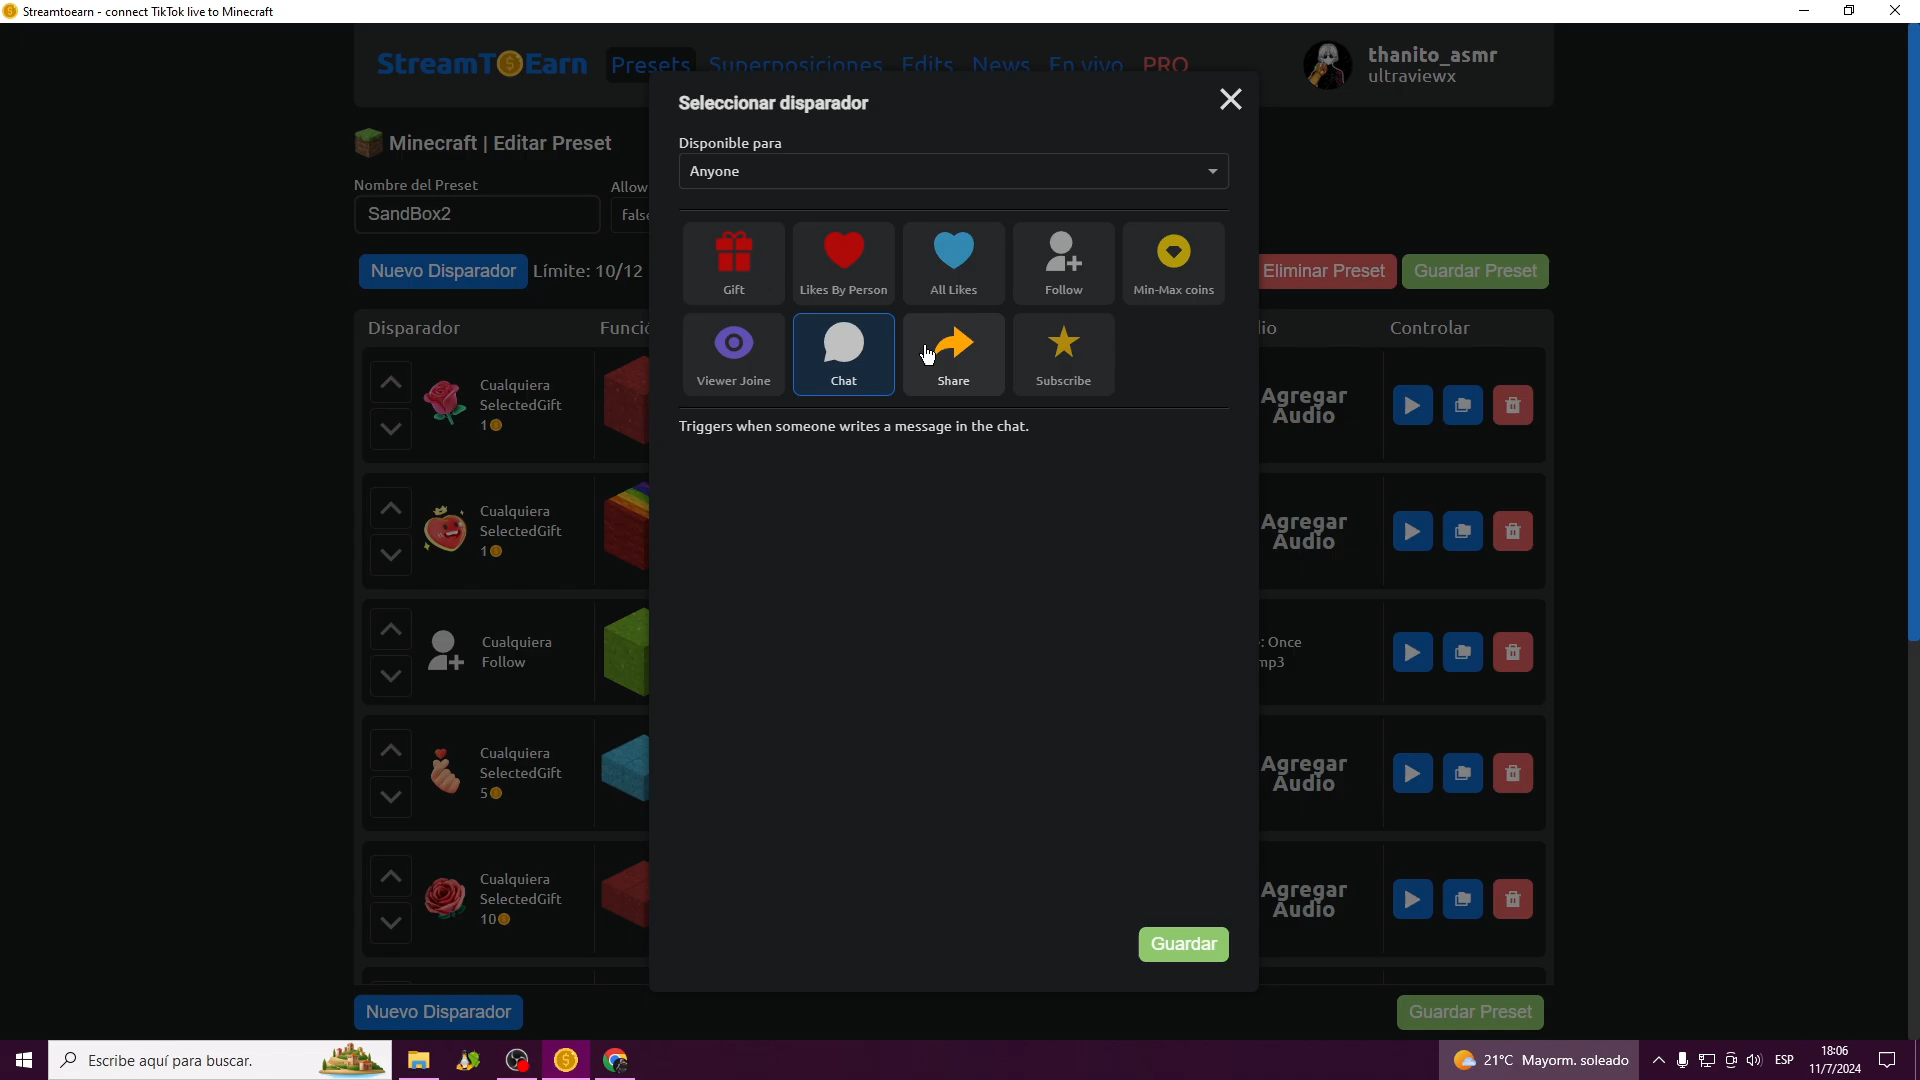 Streamtoearn - connect TikTok live to Minecraft
StreamToEarn Presets Superposiciones Edits News En vivo PRO
thanito_asmr
ultraviewx
Seleccionar disparador
Minecraft | Editar Preset
Disponible para
Anyone
Nombre del Preset
Allow
SandBox2
false
Nuevo Disparador Límite: 10/12
Eliminar Preset Guardar Preset
Gift
Likes By Person
All Likes
Follow
Min-Max coins
Viewer Joine
Chat
Share
Subscribe
Triggers when someone writes a message in the chat.
Disparador
Controlar
Cualquiera
SelectedGift
1
Agregar
Audio
Cualquiera
SelectedGift
1
Agregar
Audio
Cualquiera
Follow
: Once
mp3
Cualquiera
SelectedGift
5
Agregar
Audio
Cualquiera
SelectedGift
10
Agregar
Audio
Guardar
Nuevo Disparador
Guardar Preset
Escribe aquí para buscar.
21°C Mayorm. soleado
ESP
18:06
11/7/2024